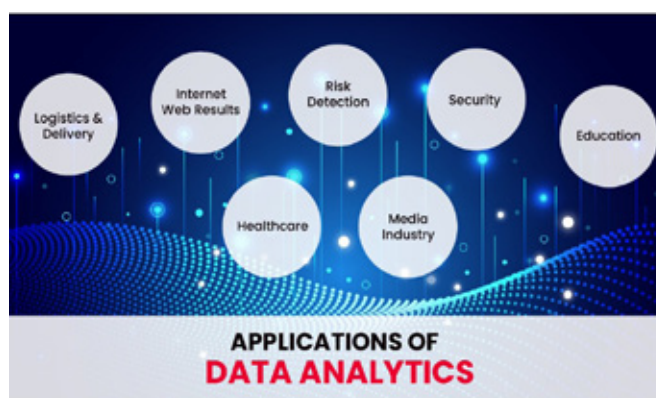 Logistics &
Delivery
Internet
Web Results
Risk
Detection
Security
Education
Healthcare
Media
Industry
APPLICATIONS OF
DATA ANALYTICS